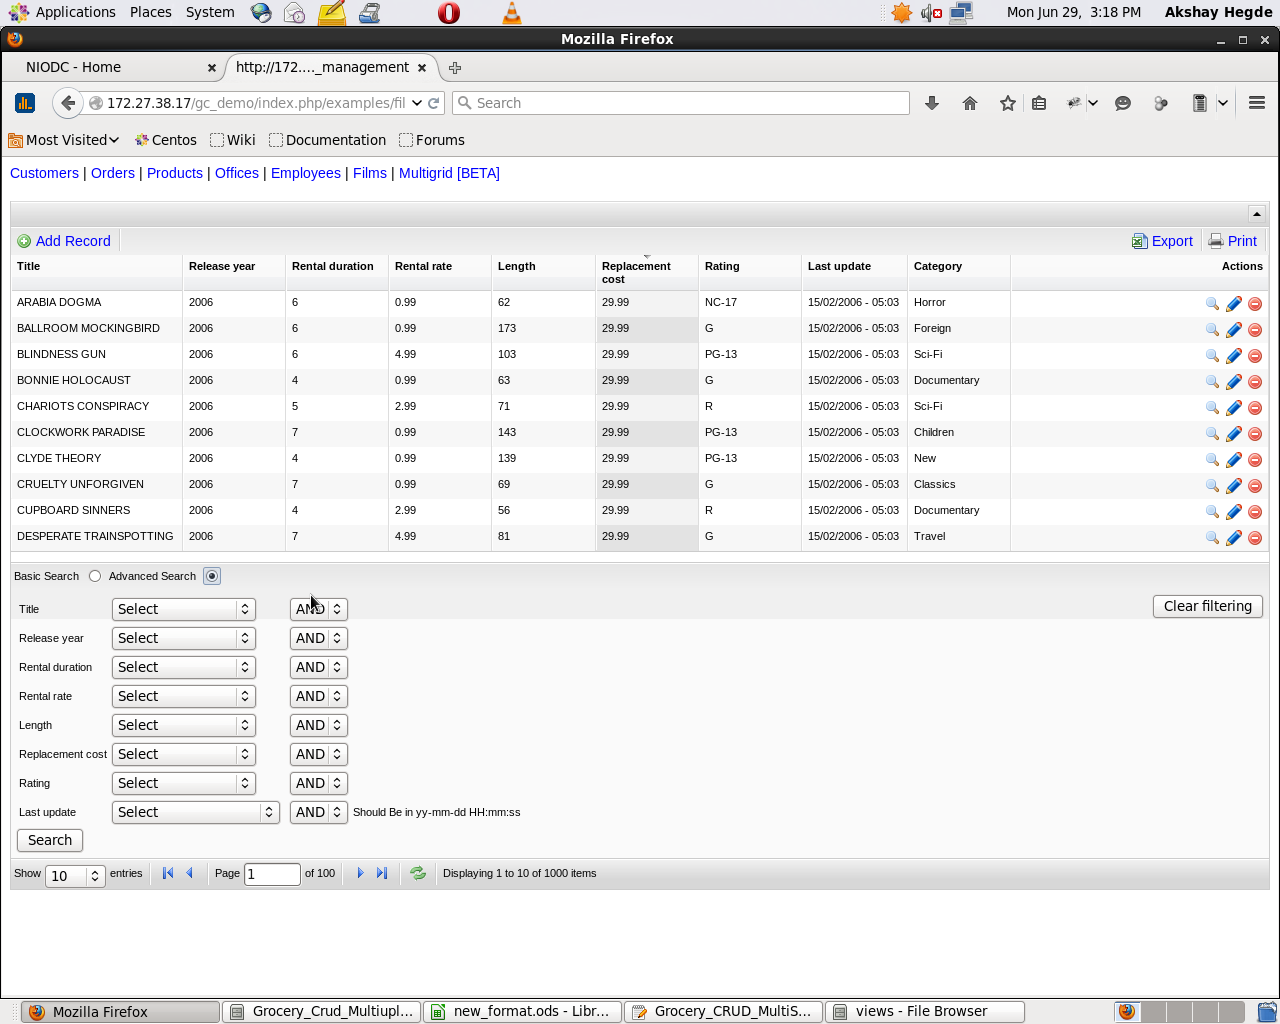 Applications Places System Mon Jun 29, 3:18 PM Akshay Hegde
Mozilla Firefox
NIODC - Home http://172...._management
172.27.38.17/gc_demo/index.php/examples/fil Search
Most Visited Centos Wiki Documentation Forums
Customers | Orders | Products | Offices | Employees | Films | Multigrid [BETA]
Add Record Export Print
Title Release year Rental duration Rental rate Length Replacement cost Rating Last update Category Actions
ARABIA DOGMA 2006 6 0.99 62 29.99 NC-17 15/02/2006 - 05:03 Horror
BALLROOM MOCKINGBIRD 2006 6 0.99 173 29.99 G 15/02/2006 - 05:03 Foreign
BLINDNESS GUN 2006 6 4.99 103 29.99 PG-13 15/02/2006 - 05:03 Sci-Fi
BONNIE HOLOCAUST 2006 4 0.99 63 29.99 G 15/02/2006 - 05:03 Documentary
CHARIOTS CONSPIRACY 2006 5 2.99 71 29.99 R 15/02/2006 - 05:03 Sci-Fi
CLOCKWORK PARADISE 2006 7 0.99 143 29.99 PG-13 15/02/2006 - 05:03 Children
CLYDE THEORY 2006 4 0.99 139 29.99 PG-13 15/02/2006 - 05:03 New
CRUELTY UNFORGIVEN 2006 7 0.99 69 29.99 G 15/02/2006 - 05:03 Classics
CUPBOARD SINNERS 2006 4 2.99 56 29.99 R 15/02/2006 - 05:03 Documentary
DESPERATE TRAINSPOTTING 2006 7 4.99 81 29.99 G 15/02/2006 - 05:03 Travel
Basic Search Advanced Search
Title Select AND Clear filtering
Release year Select AND
Rental duration Select AND
Rental rate Select AND
Length Select AND
Replacement cost Select AND
Rating Select AND
Last update Select AND Should Be in yy-mm-dd HH:mm:ss
Search
Show 10 entries Page 1 of 100 Displaying 1 to 10 of 1000 items
Mozilla Firefox Grocery_Crud_Multiupl... new_format.ods - Libr... Grocery_CRUD_MultiS... views - File Browser